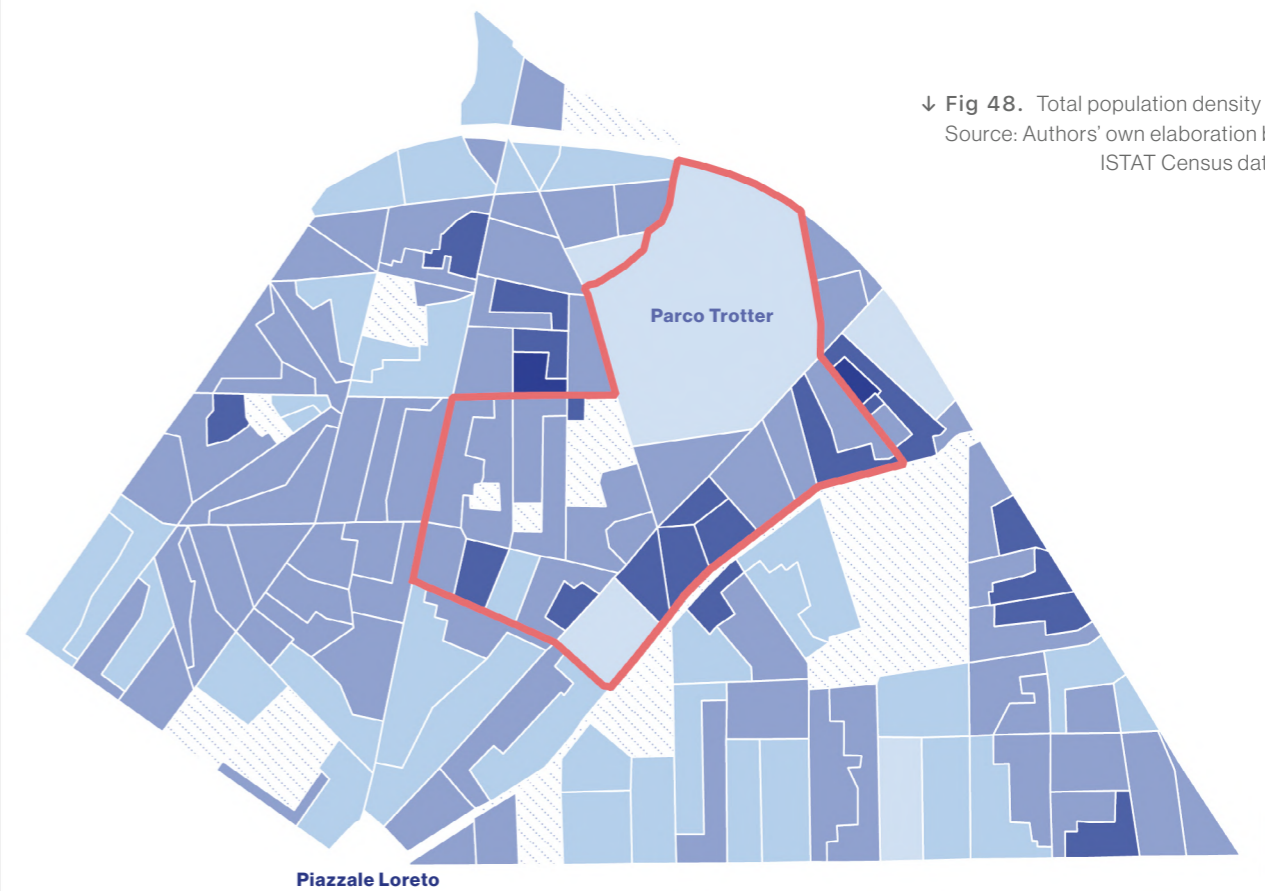 ↓ Fig 48. Total population density
Source: Authors' own elaboration
ISTAT Census
Parco Trotter
Piazzale Loreto